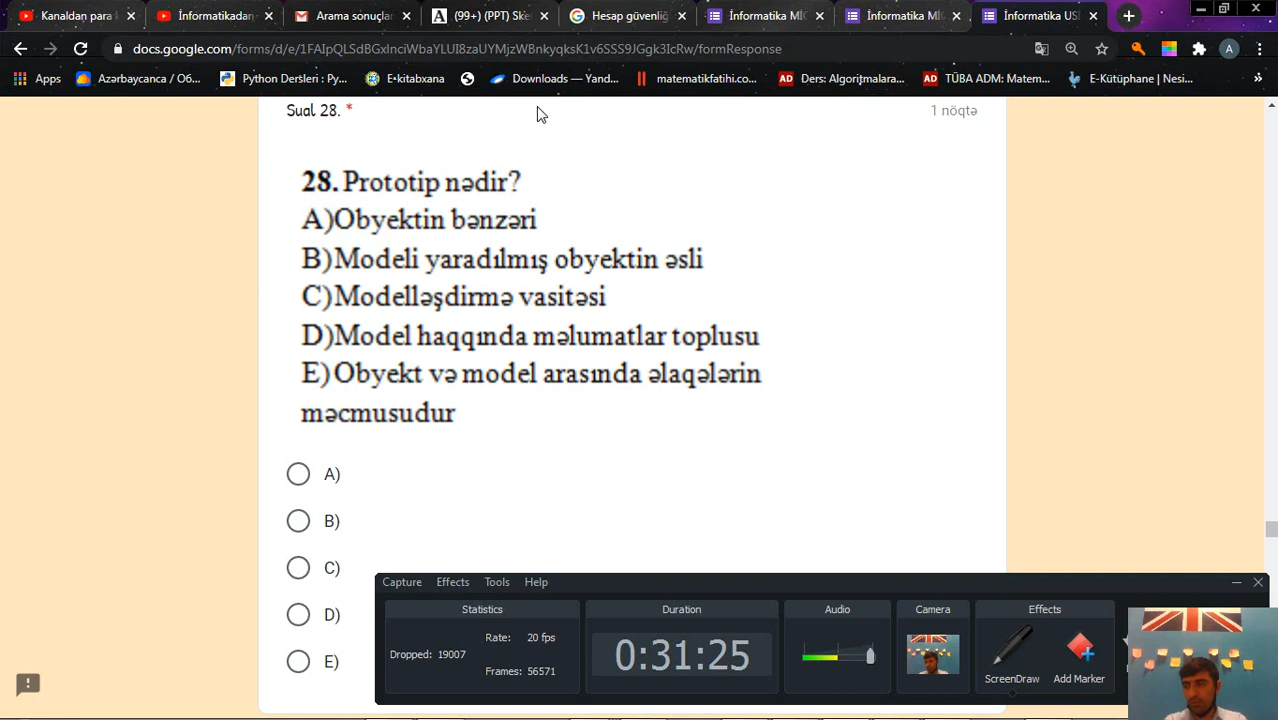 Kanaldan para k
İnformatikadan
Arama sonuçlar
(99+) (PPT) Ske
Hesap güvenliğ
İnformatika MİQ
İnformatika Mİ
İnformatika USİ
docs.google.com/forms/d/e/1FAIpQLSdBGxlnciWbaYLUI8zaUYMjzWBnkyqksK1v6SSS9JGgk3IcRw/formResponse
Apps
Azərbaycanca / Об...
Python Dersleri : Py...
E•kitabxana
Downloads — Yand...
matematikfatihi.co...
AD Ders: Algoritmalara...
AD TÜBA ADM: Matem...
E-Kütüphane | Nesi...
Sual 28. *
1 nöqtə
28. Prototip nədir?
A)Obyektin bənzəri
B)Modeli yaradılmış obyektin əsli
C)Modelləşdirmə vasitəsi
D)Model haqqında məlumatlar toplusu
E)Obyekt və model arasında əlaqələrin
məcmusudur
A)
B)
C)
D)
E)
Capture Effects Tools Help
Statistics
Duration
Audio
Camera
Effects
Rate: 20 fps
Dropped: 19007
Frames: 56571
0:31:25
ScreenDraw
Add Marker